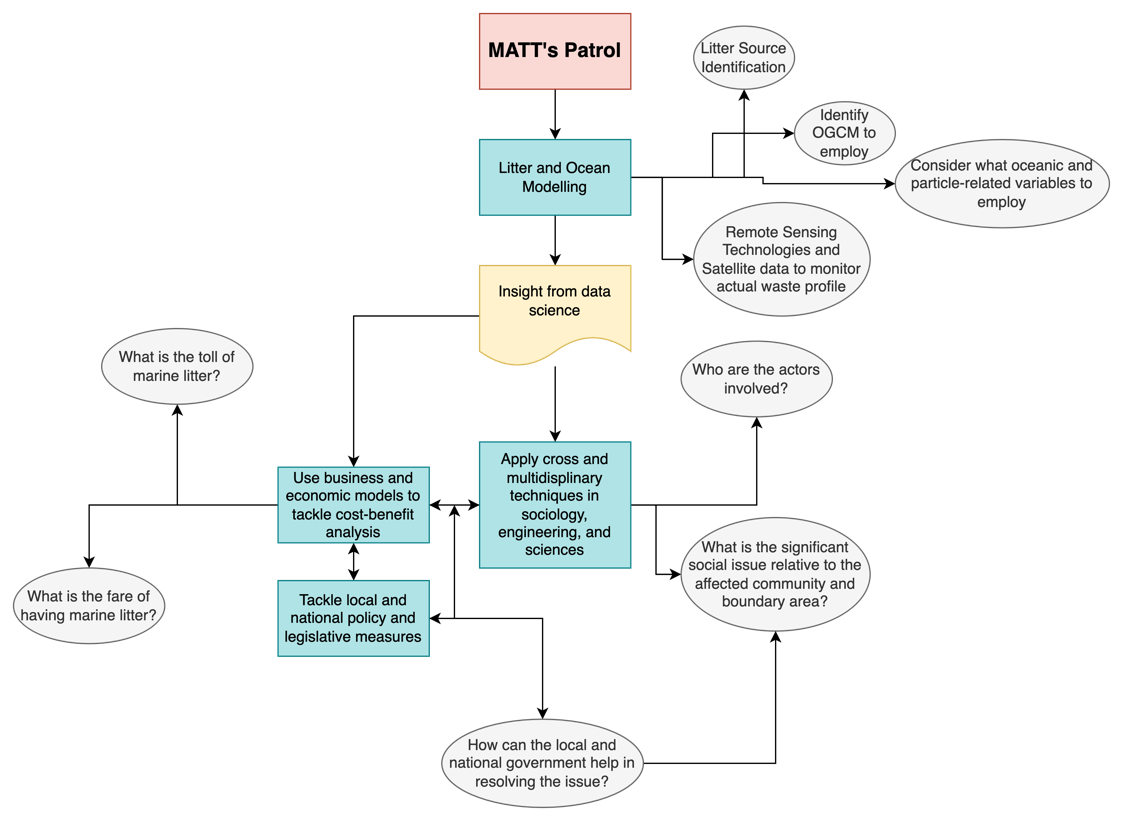 MATT's Patrol
Litter Source
Identification
Identify
OGCM to
employ
Litter and Ocean
Modelling
Consider what oceanic and
particle-related variables to
employ
Remote Sensing
Technologies and
Satellite data to monitor
actual waste profile
Insight from data
science
What is the toll of
marine litter?
Who are the actors
involved?
Use business and
economic models to
tackle cost-benefit
analysis
Apply cross and
multidisplinary
techniques in
sociology,
engineering, and
sciences
What is the significant
social issue relative to the
affected community and
boundary area?
What is the fare of
having marine litter?
Tackle local and
national policy and
legislative measures
How can the local and
national government help in
resolving the issue?